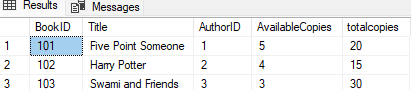 Results Messages
BookID Title AuthorID AvailableCopies totalcopies
1 101 Five Point Someone 1 5 20
2 102 Harry Potter 2 4 15
3 103 Swami and Friends 3 3 30